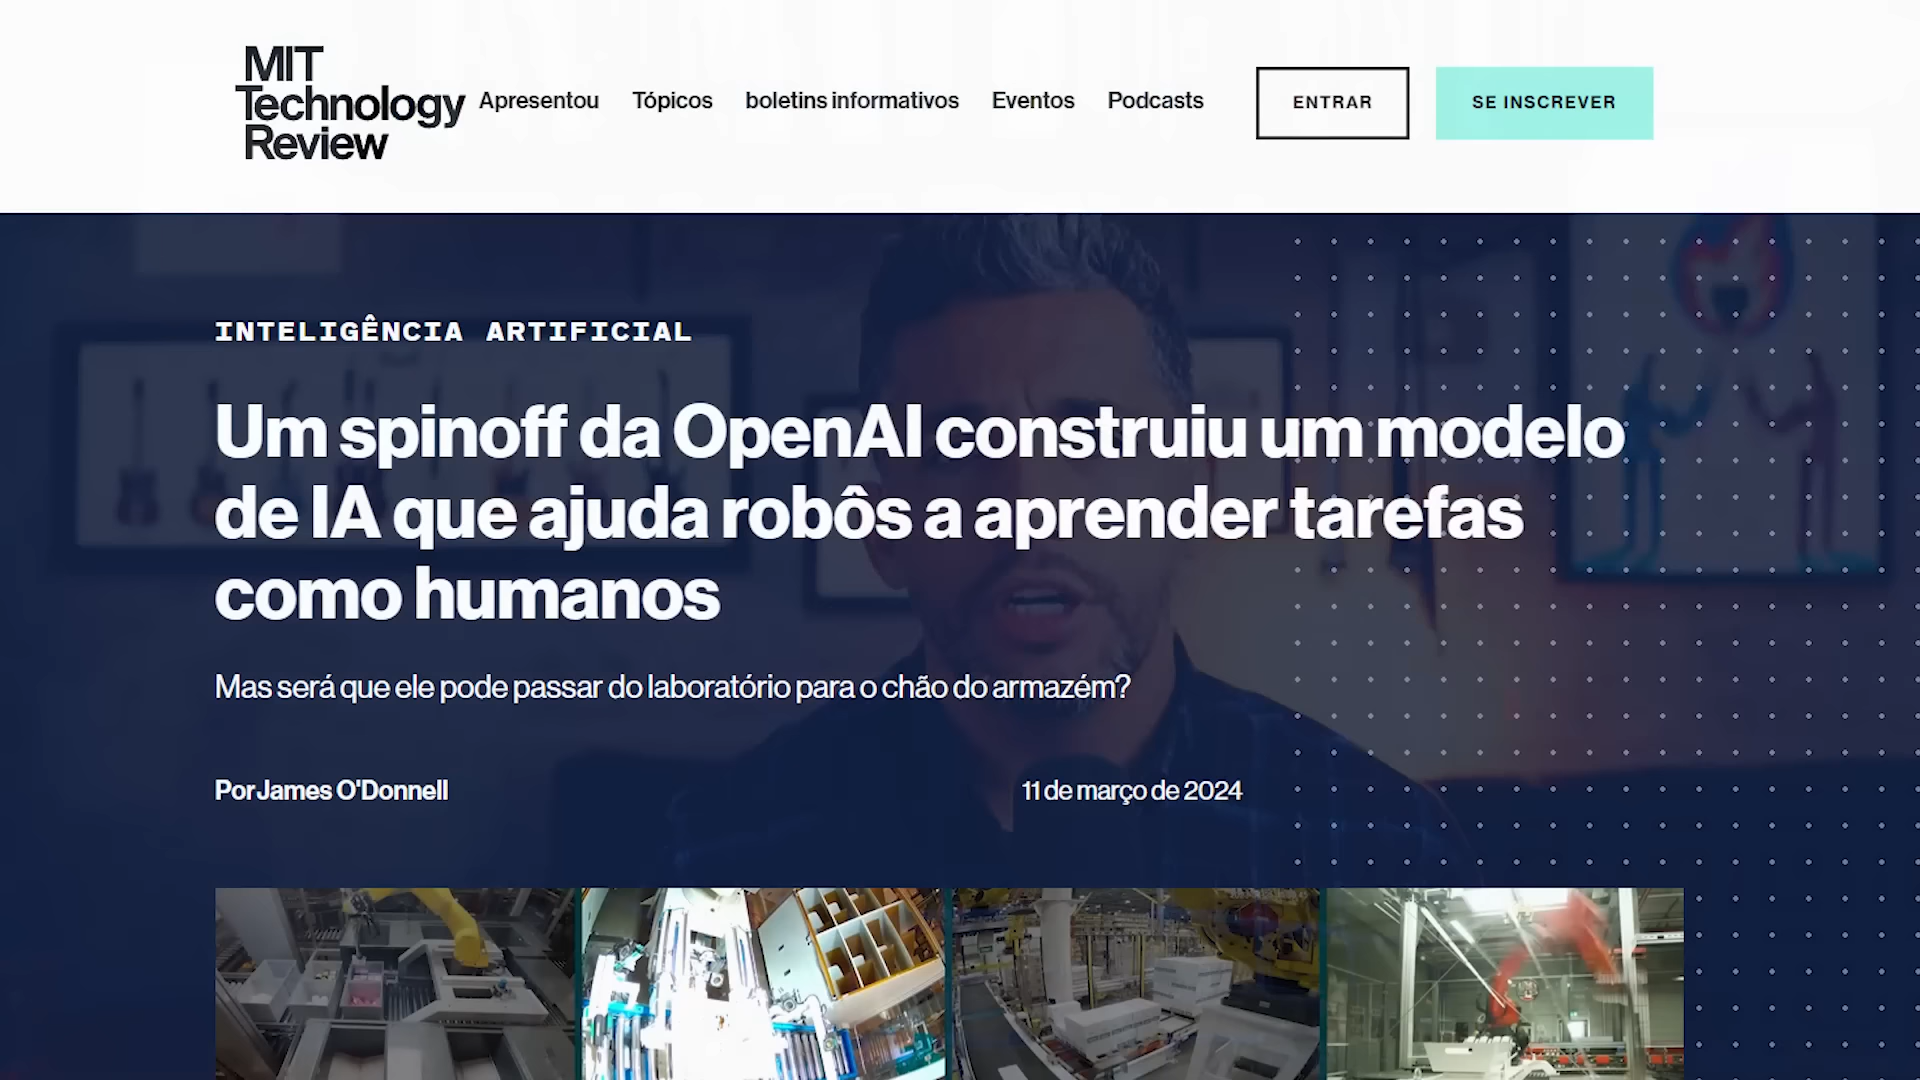 MIT
Technology
Review
Apresentou Tópicos boletins informativos Eventos Podcasts ENTRAR SE INSCREVER
INTELIGÊNCIA ARTIFICIAL
Um spinoff da OpenAI construiu um modelo
de IA que ajuda robôs a aprender tarefas
como humanos
Mas será que ele pode passar do laboratório para o chão do armazém?
Por James O'Donnell 11 de março de 2024